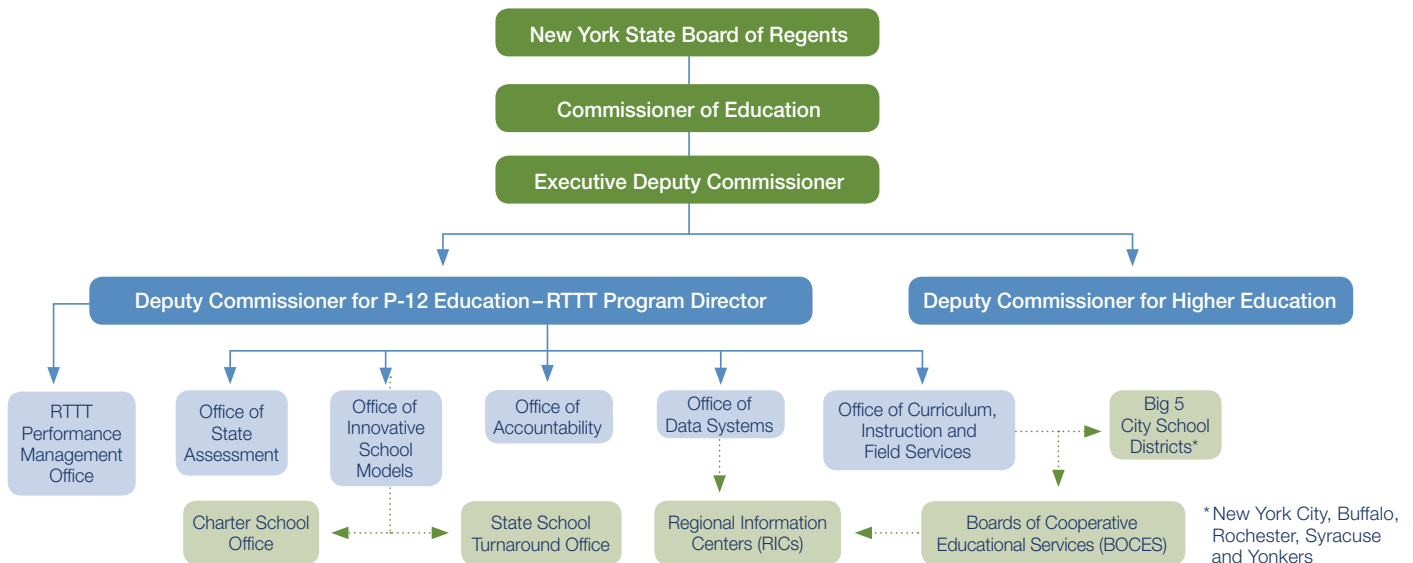 New York State Board of Regents
Commissioner of Education
Executive Deputy Commissioner
Deputy Commissioner for P-12 Education–RTTT Program Director
Deputy Commissioner for Higher Education
RTTT
Performance
Management
Office
Office of
State
Assessment
Office of
Innovative
School
Models
Office of
Accountability
Office of
Data Systems
Office of Curriculum,
Instruction and
Field Services
Big 5
City School
Districts*
Charter School
Office
State School
Turnaround Office
Regional Information
Centers (RICs)
Boards of Cooperative
Educational Services (BOCES)
*New York City, Buffalo,
Rochester, Syracuse
and Yonkers